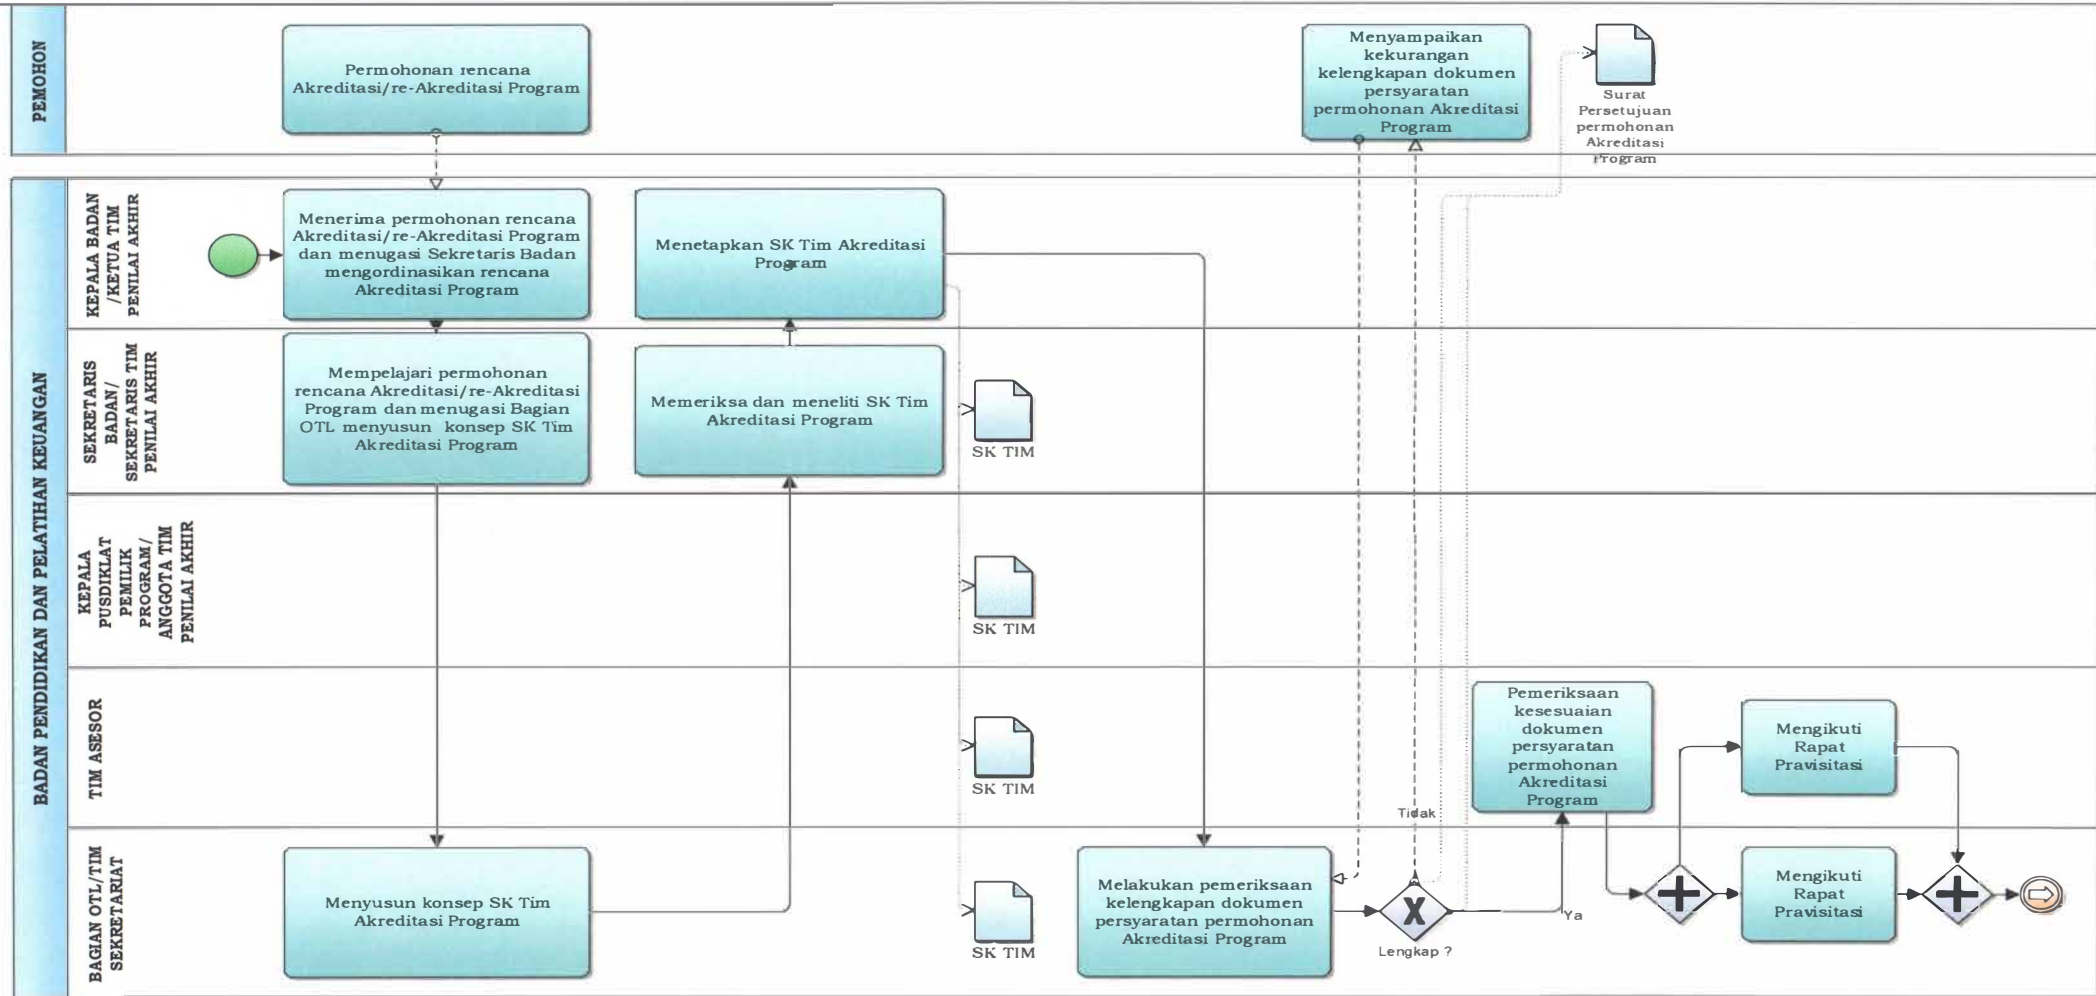 PEMOHON
Permohonan rencana
Akreditasi/re-Akreditasi Program
Menyampaikan
kekurangan
kelengkapan dokumen
persyaratan
permohonan Akreditasi
Program
Surat
Persetujuan
permohonan
Akreditasi
Program
BADAN PENDIDIKAN DAN PELATIHAN KEUANGAN
KEPALA BADAN
/KETUA TIM
PENILAI AKHIR
Menerima permohonan rencana
Akreditasi/re-Akreditasi Program
dan menugasi Sekretaris Badan
mengordinasikan rencana
Akreditasi Program
Menetapkan SK Tim Akreditasi
Program
SEKRETARIS
BADAN/
SEKRETARIS TIM
PENILAI AKHIR
Mempelajari permohonan
rencana Akreditasi/re-Akreditasi
Program dan menugasi Bagian
OTL menyusun konsep SK Tim
Akreditasi Program
Memeriksa dan meneliti SK Tim
Akreditasi Program
SK TIM
KEPALA
PUSDIKLAT
PEMILIK
PROGRAM/
ANGGOTA TIM
PENILAI AKHIR
SK TIM
TIM ASESOR
SK TIM
Pemeriksaan
kesesuaian
dokumen
persyaratan
permohonan
Akreditasi
Program
Mengikuti
Rapat
Pravisitasi
Tidak
BAGIAN OTL/TIM
SEKRETARIAT
Menyusun konsep SK Tim
Akreditasi Program
SK TIM
Melakukan pemeriksaan
kelengkapan dokumen
persyaratan permohonan
Akreditasi Program
X
Lengkap ?
Ya
Mengikuti
Rapat
Pravisitasi